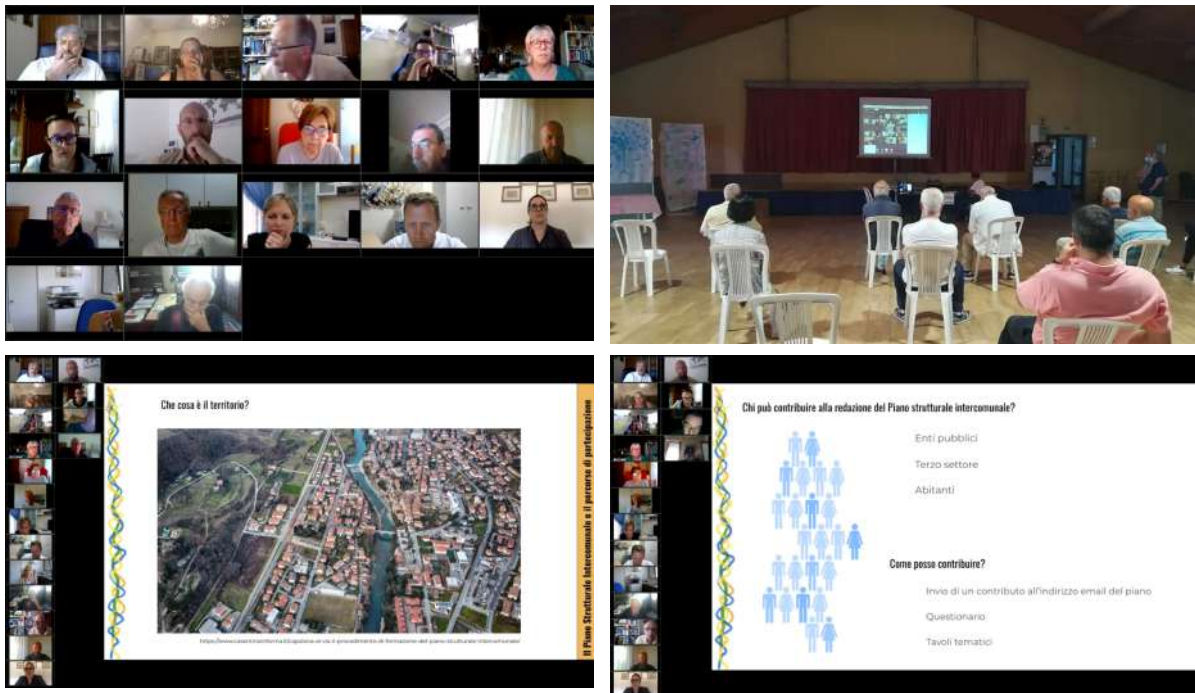 Che cosa è il territorio?
Il Piano Strutturale Intercomunale e il percorso di partecipazione
Chi può contribuire alla redazione del Piano strutturale intercomunale?
Enti pubblici
Terzo settore
Abitanti
Come posso contribuire?
Invio di un contributo all'indirizzo email del piano
Questionario
Tavoli tematici